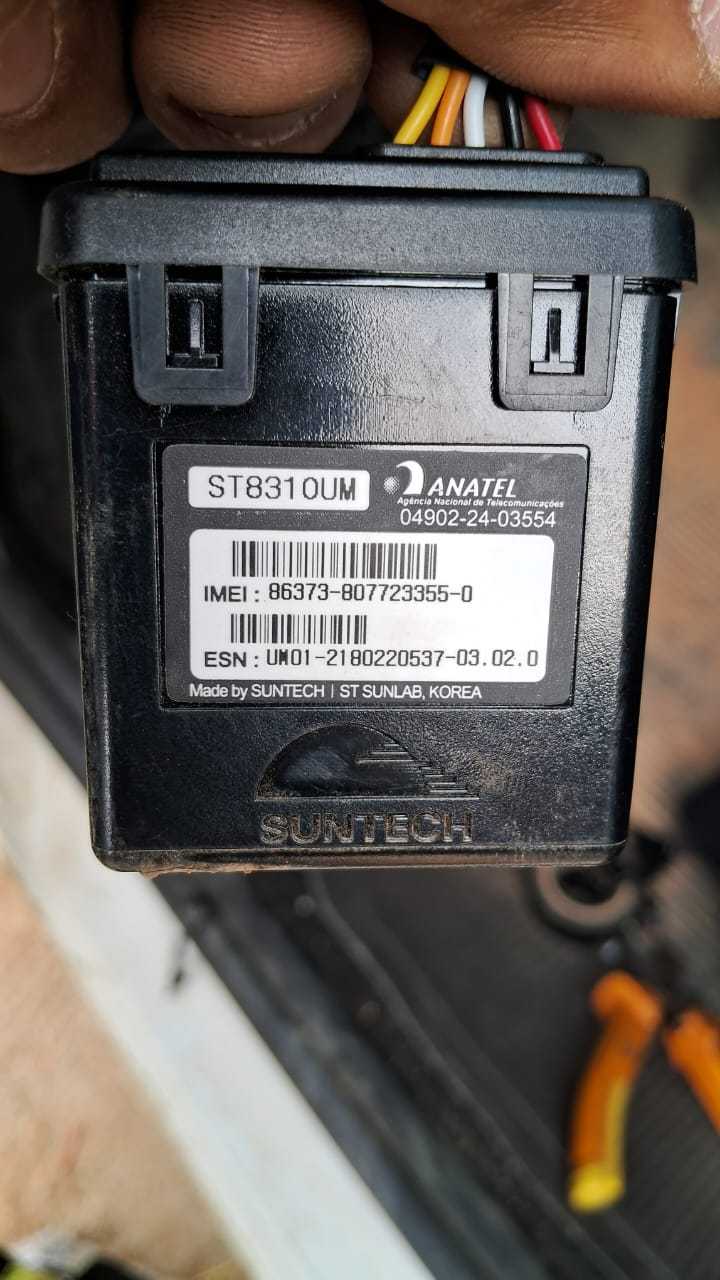 ST8310UM
ANATEL
Agência Nacional de Telecomunicações
04902-24-03554
IMEI : 86373-807723355-0
ESN : UM01-2180220537-03.02.0
Made by SUNTECH | ST SUNLAB, KOREA
SUNTECH